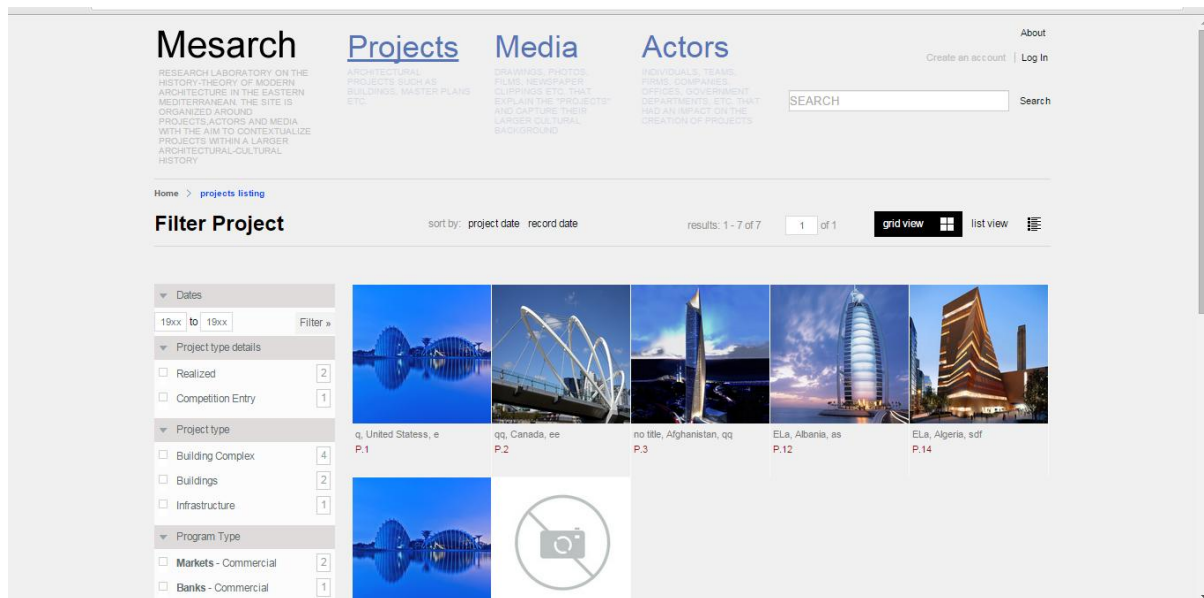 Mesarch
RESEARCH LABORATORY ON THE
HISTORY-THEORY OF MODERN
ARCHITECTURE IN THE EASTERN
MEDITERRANEAN. THE SITE IS
ORGANIZED AROUND
PROJECTS,ACTORS AND MEDIA
WITH THE AIM TO CONTEXTUALIZE
PROJECTS WITHIN A LARGER
ARCHITECTURAL-CULTURAL
HISTORY
Projects
ARCHITECTURAL
PROJECTS SUCH AS
BUILDINGS, MASTER PLANS
ETC.
Media
DRAWINGS, PHOTOS,
FILMS, NEWSPAPER
CLIPPINGS ETC. THAT
EXPLAIN THE "PROJECTS"
AND CAPTURE THEIR
LARGER CULTURAL
BACKGROUND
Actors
INDIVIDUALS, TEAMS,
FIRMS, COMPANIES,
OFFICES, GOVERNMENT
DEPARTMENTS, ETC. THAT
HAD AN IMPACT ON THE
CREATION OF PROJECTS
About
Create an account | Log In
SEARCH
Search
Home > projects listing
Filter Project
sort by: project date record date
results: 1 - 7 of 7
1 of 1
grid view
list view
Dates
19xx to 19xx Filter »
Project type details
Realized 2
Competition Entry 1
Project type
Building Complex 4
Buildings 2
Infrastructure 1
Program Type
Markets - Commercial 2
Banks - Commercial 1
q, United Statess, e
P.1
qq, Canada, ee
P.2
no title, Afghanistan, qq
P.3
ELa, Albania, as
P.12
ELa, Algeria, sdf
P.14